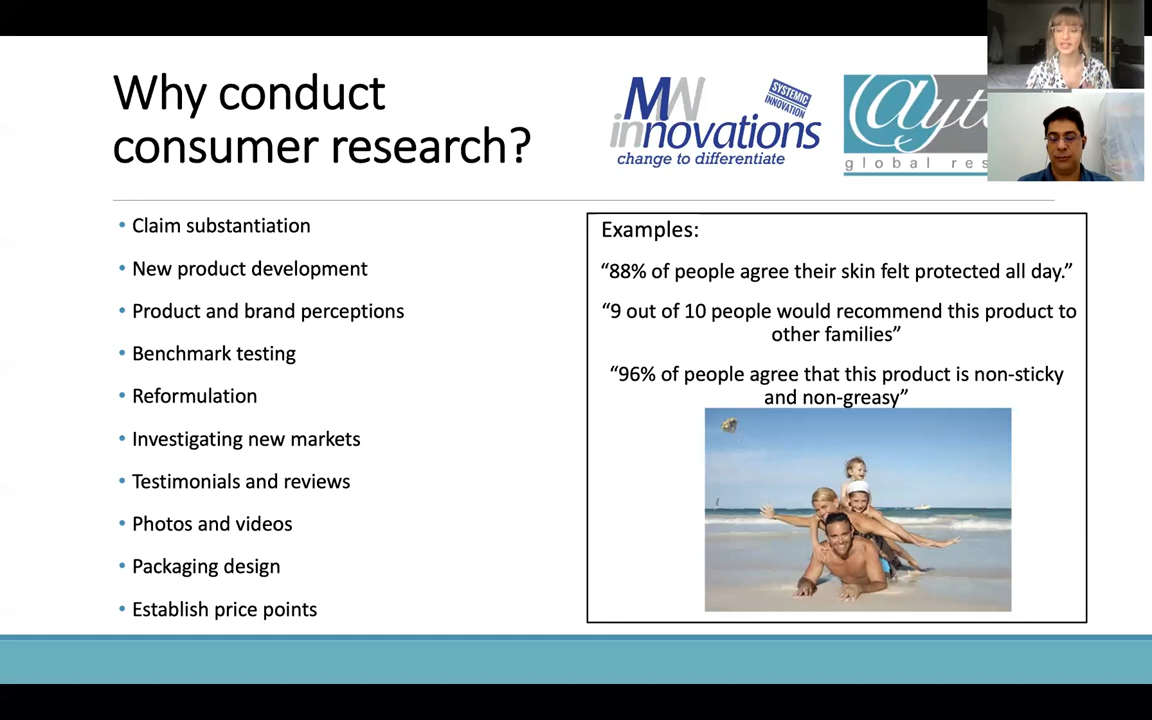 Why conduct
consumer research?
MW
innovations
SYSTEMIC
INNOVATION
change to differentiate
global
• Claim substantiation
• New product development
• Product and brand perceptions
• Benchmark testing
• Reformulation
• Investigating new markets
• Testimonials and reviews
• Photos and videos
• Packaging design
• Establish price points
Examples:
“88% of people agree their skin felt protected all day.”
“9 out of 10 people would recommend this product to
other families”
“96% of people agree that this product is non-sticky
and non-greasy”